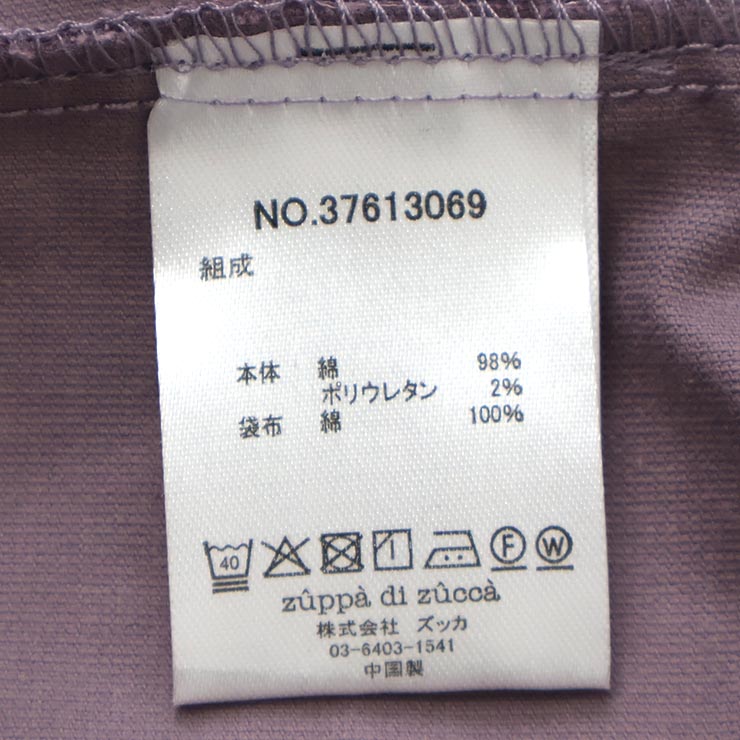 NO.37613069
組成
本体 綿 98%
ポリウレタン 2%
袋布 綿 100%
40 F W
zûppà di zûccà
株式会社 ズッカ
03-6403-1541
中国製